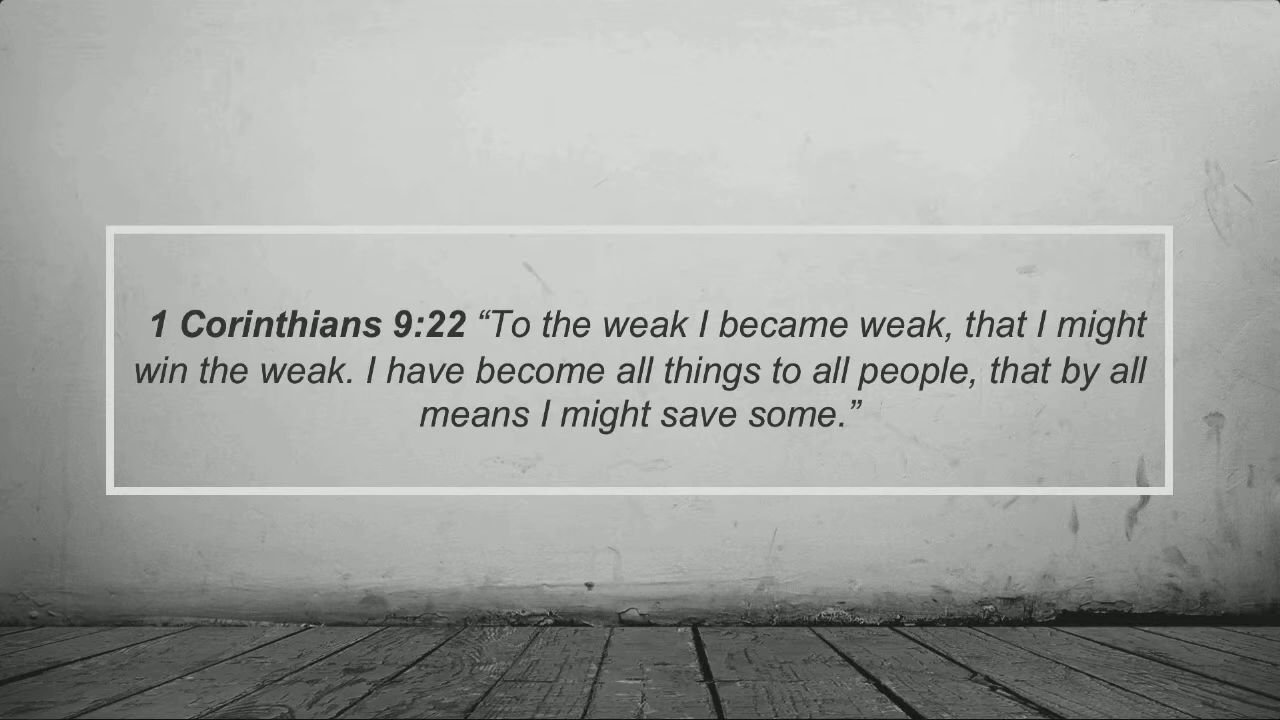 1 Corinthians 9:22 “To the weak I became weak, that I might
win the weak. I have become all things to all people, that by all
means I might save some.”